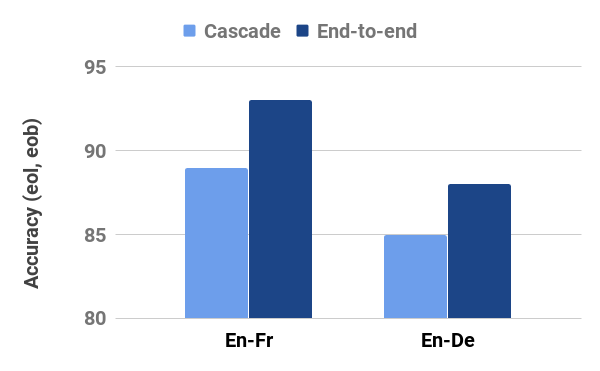 Cascade End-to-end
95
90
85
80
Accuracy (eol, eob)
En-Fr En-De